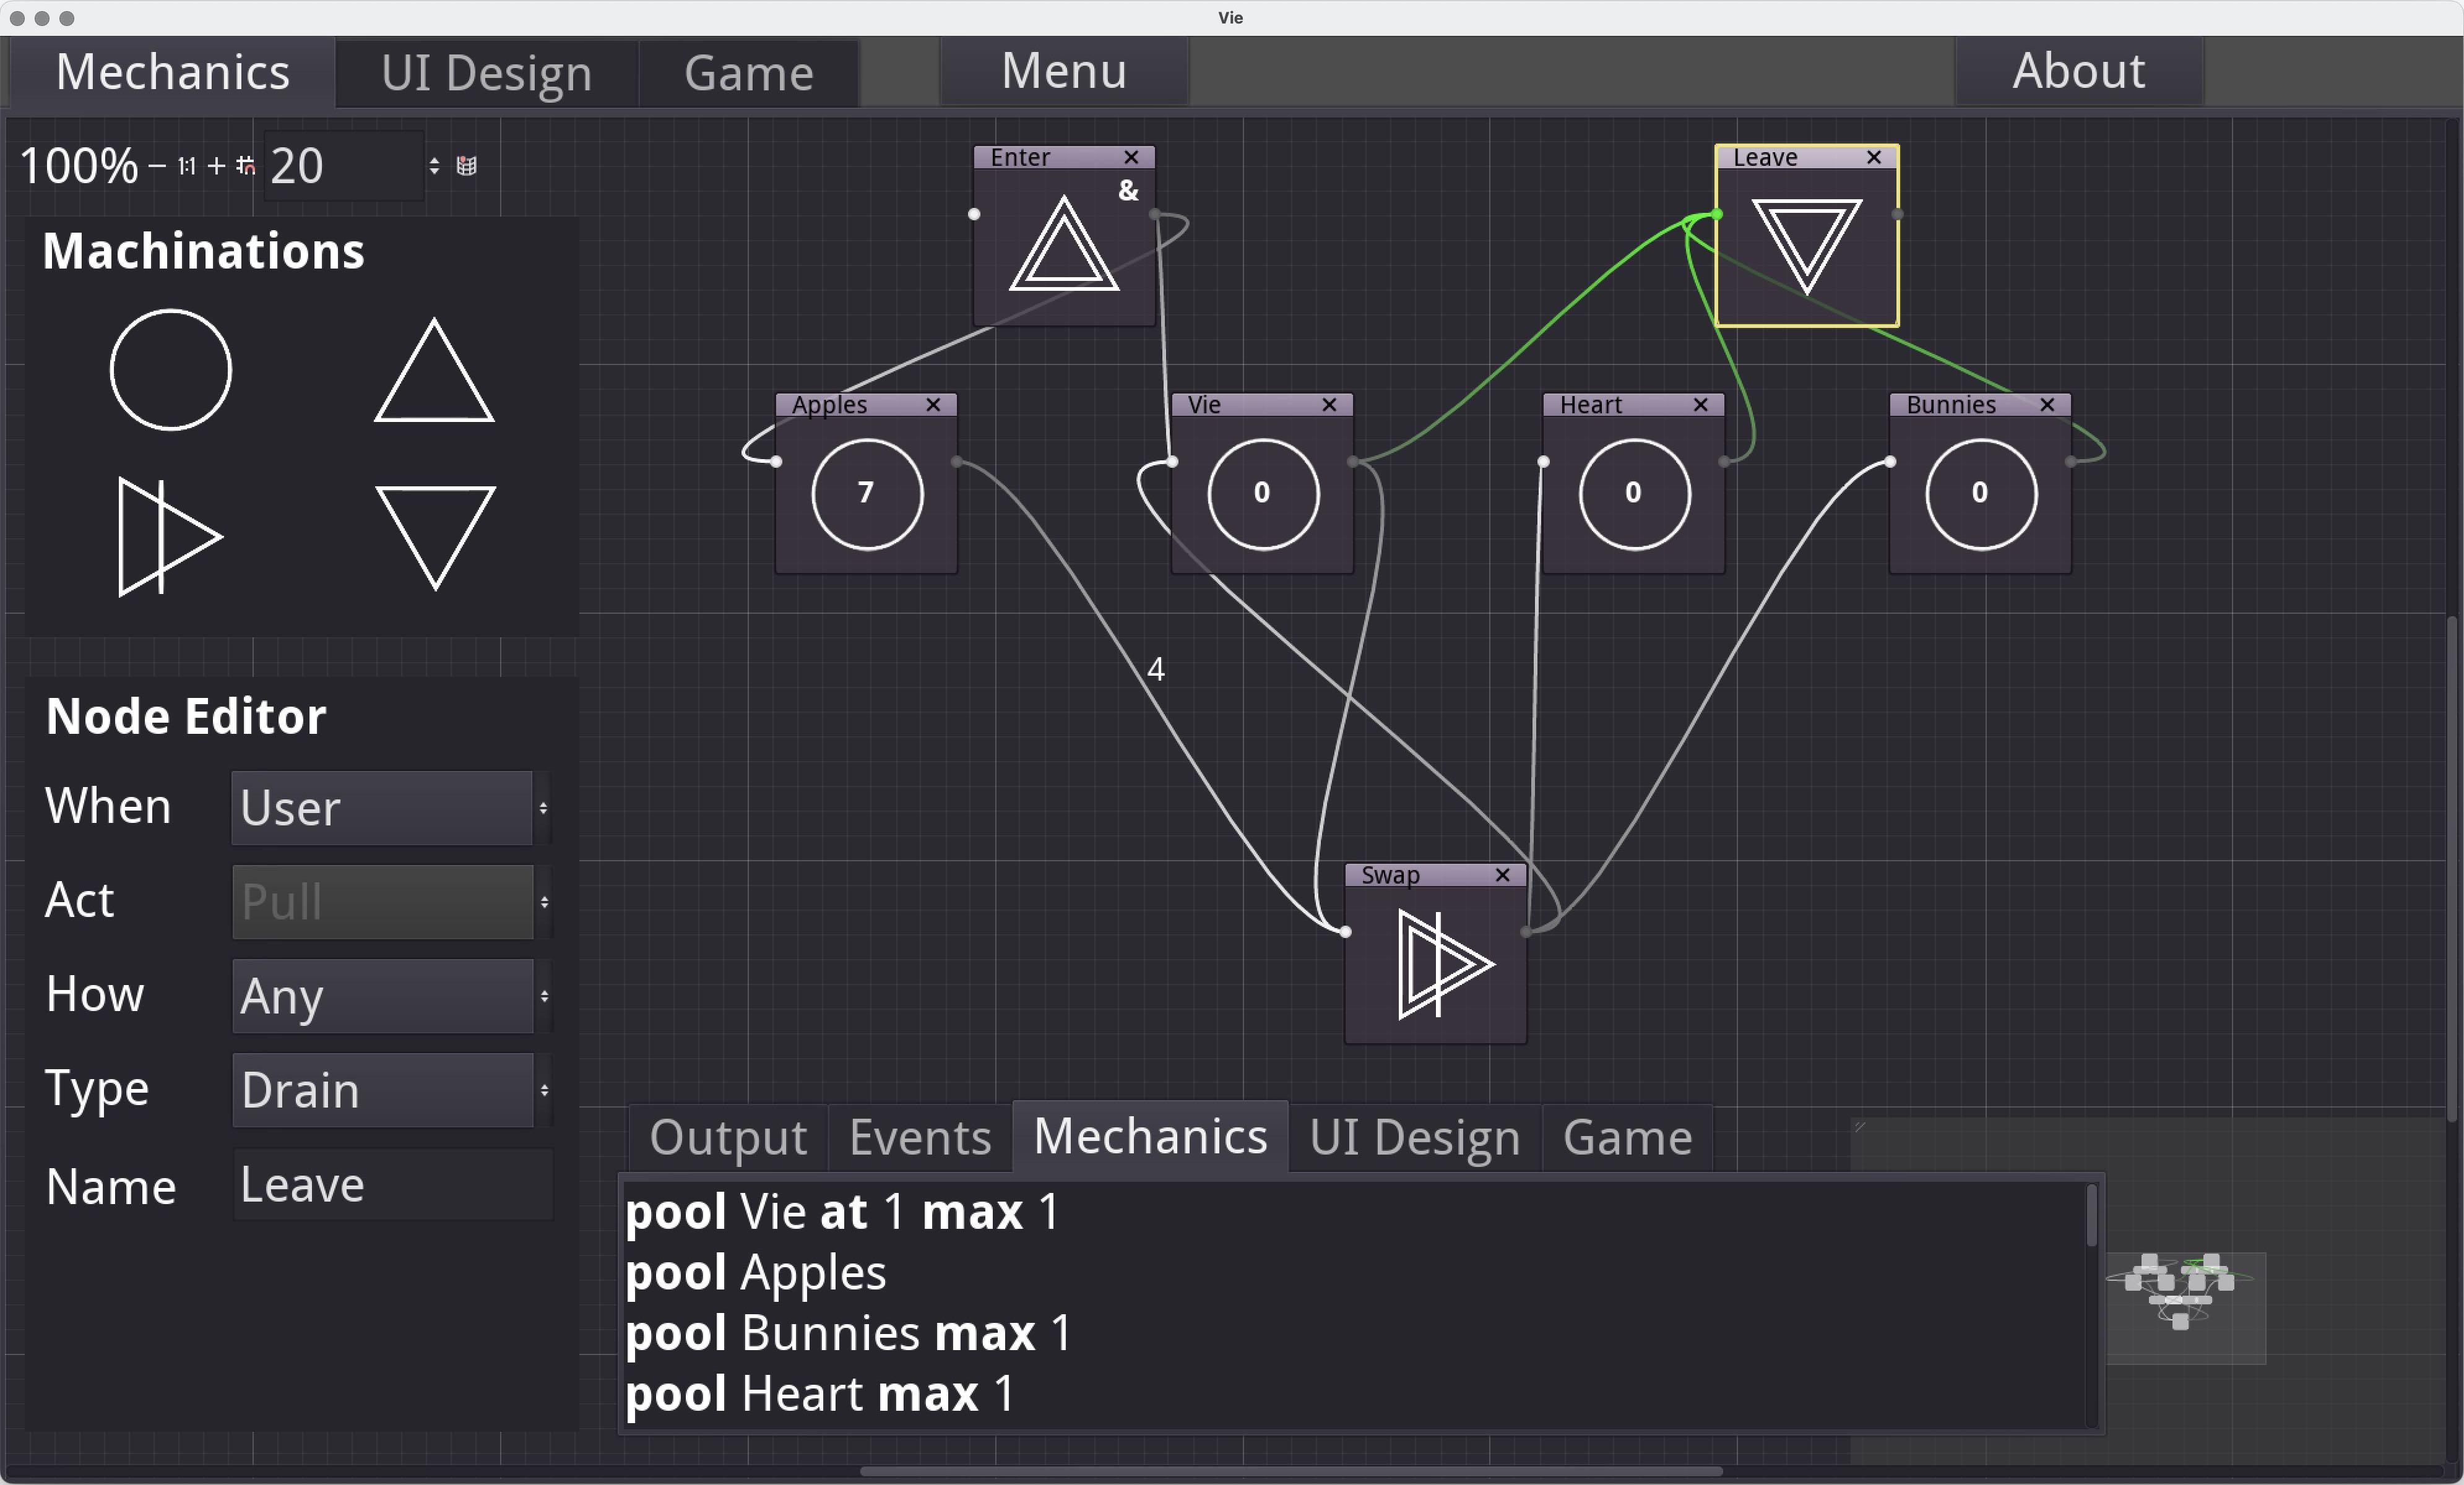 Vie
Mechanics UI Design Game Menu About
100% 1:1 20
Machinations
Enter
&
Leave
Apples
7
Vie
0
Heart
0
Bunnies
0
4
Swap
Node Editor
When User
Act Pull
How Any
Type Drain
Name Leave
Output Events Mechanics UI Design Game
pool Vie at 1 max 1
pool Apples
pool Bunnies max 1
pool Heart max 1